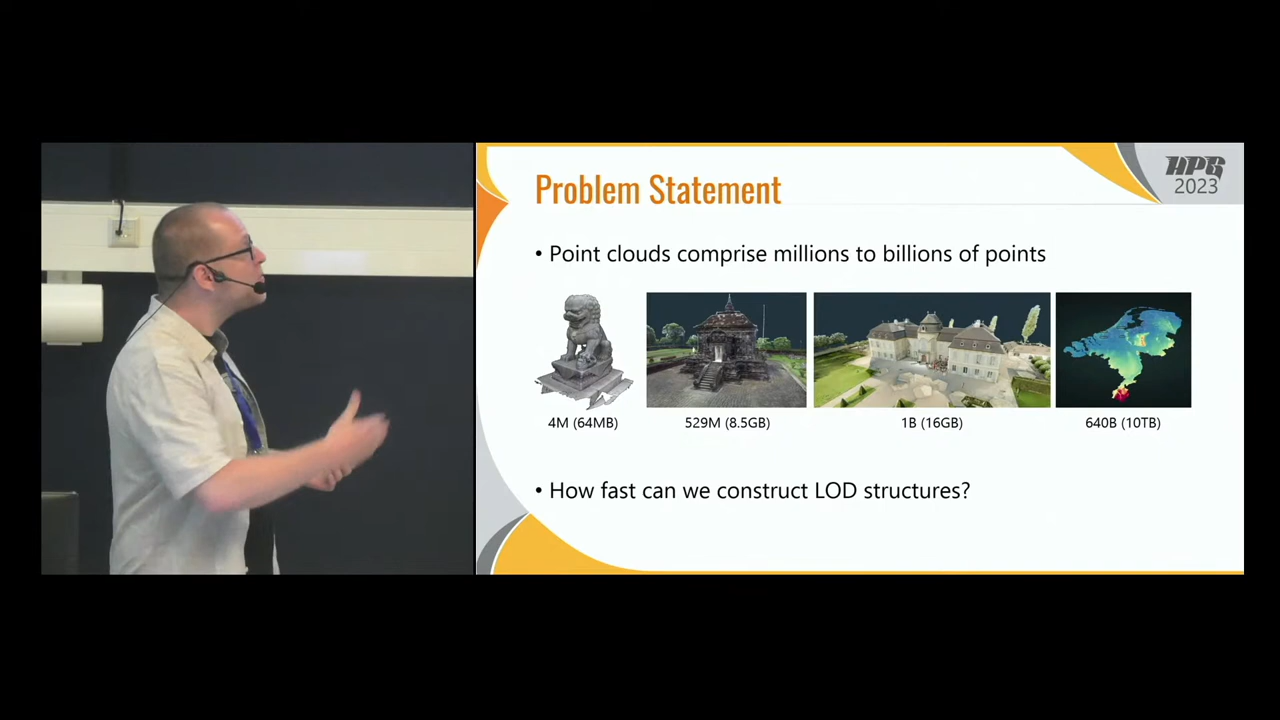 HPG
2023
Problem Statement
• Point clouds comprise millions to billions of points
4M (64MB) 529M (8.5GB) 1B (16GB) 640B (10TB)
• How fast can we construct LOD structures?